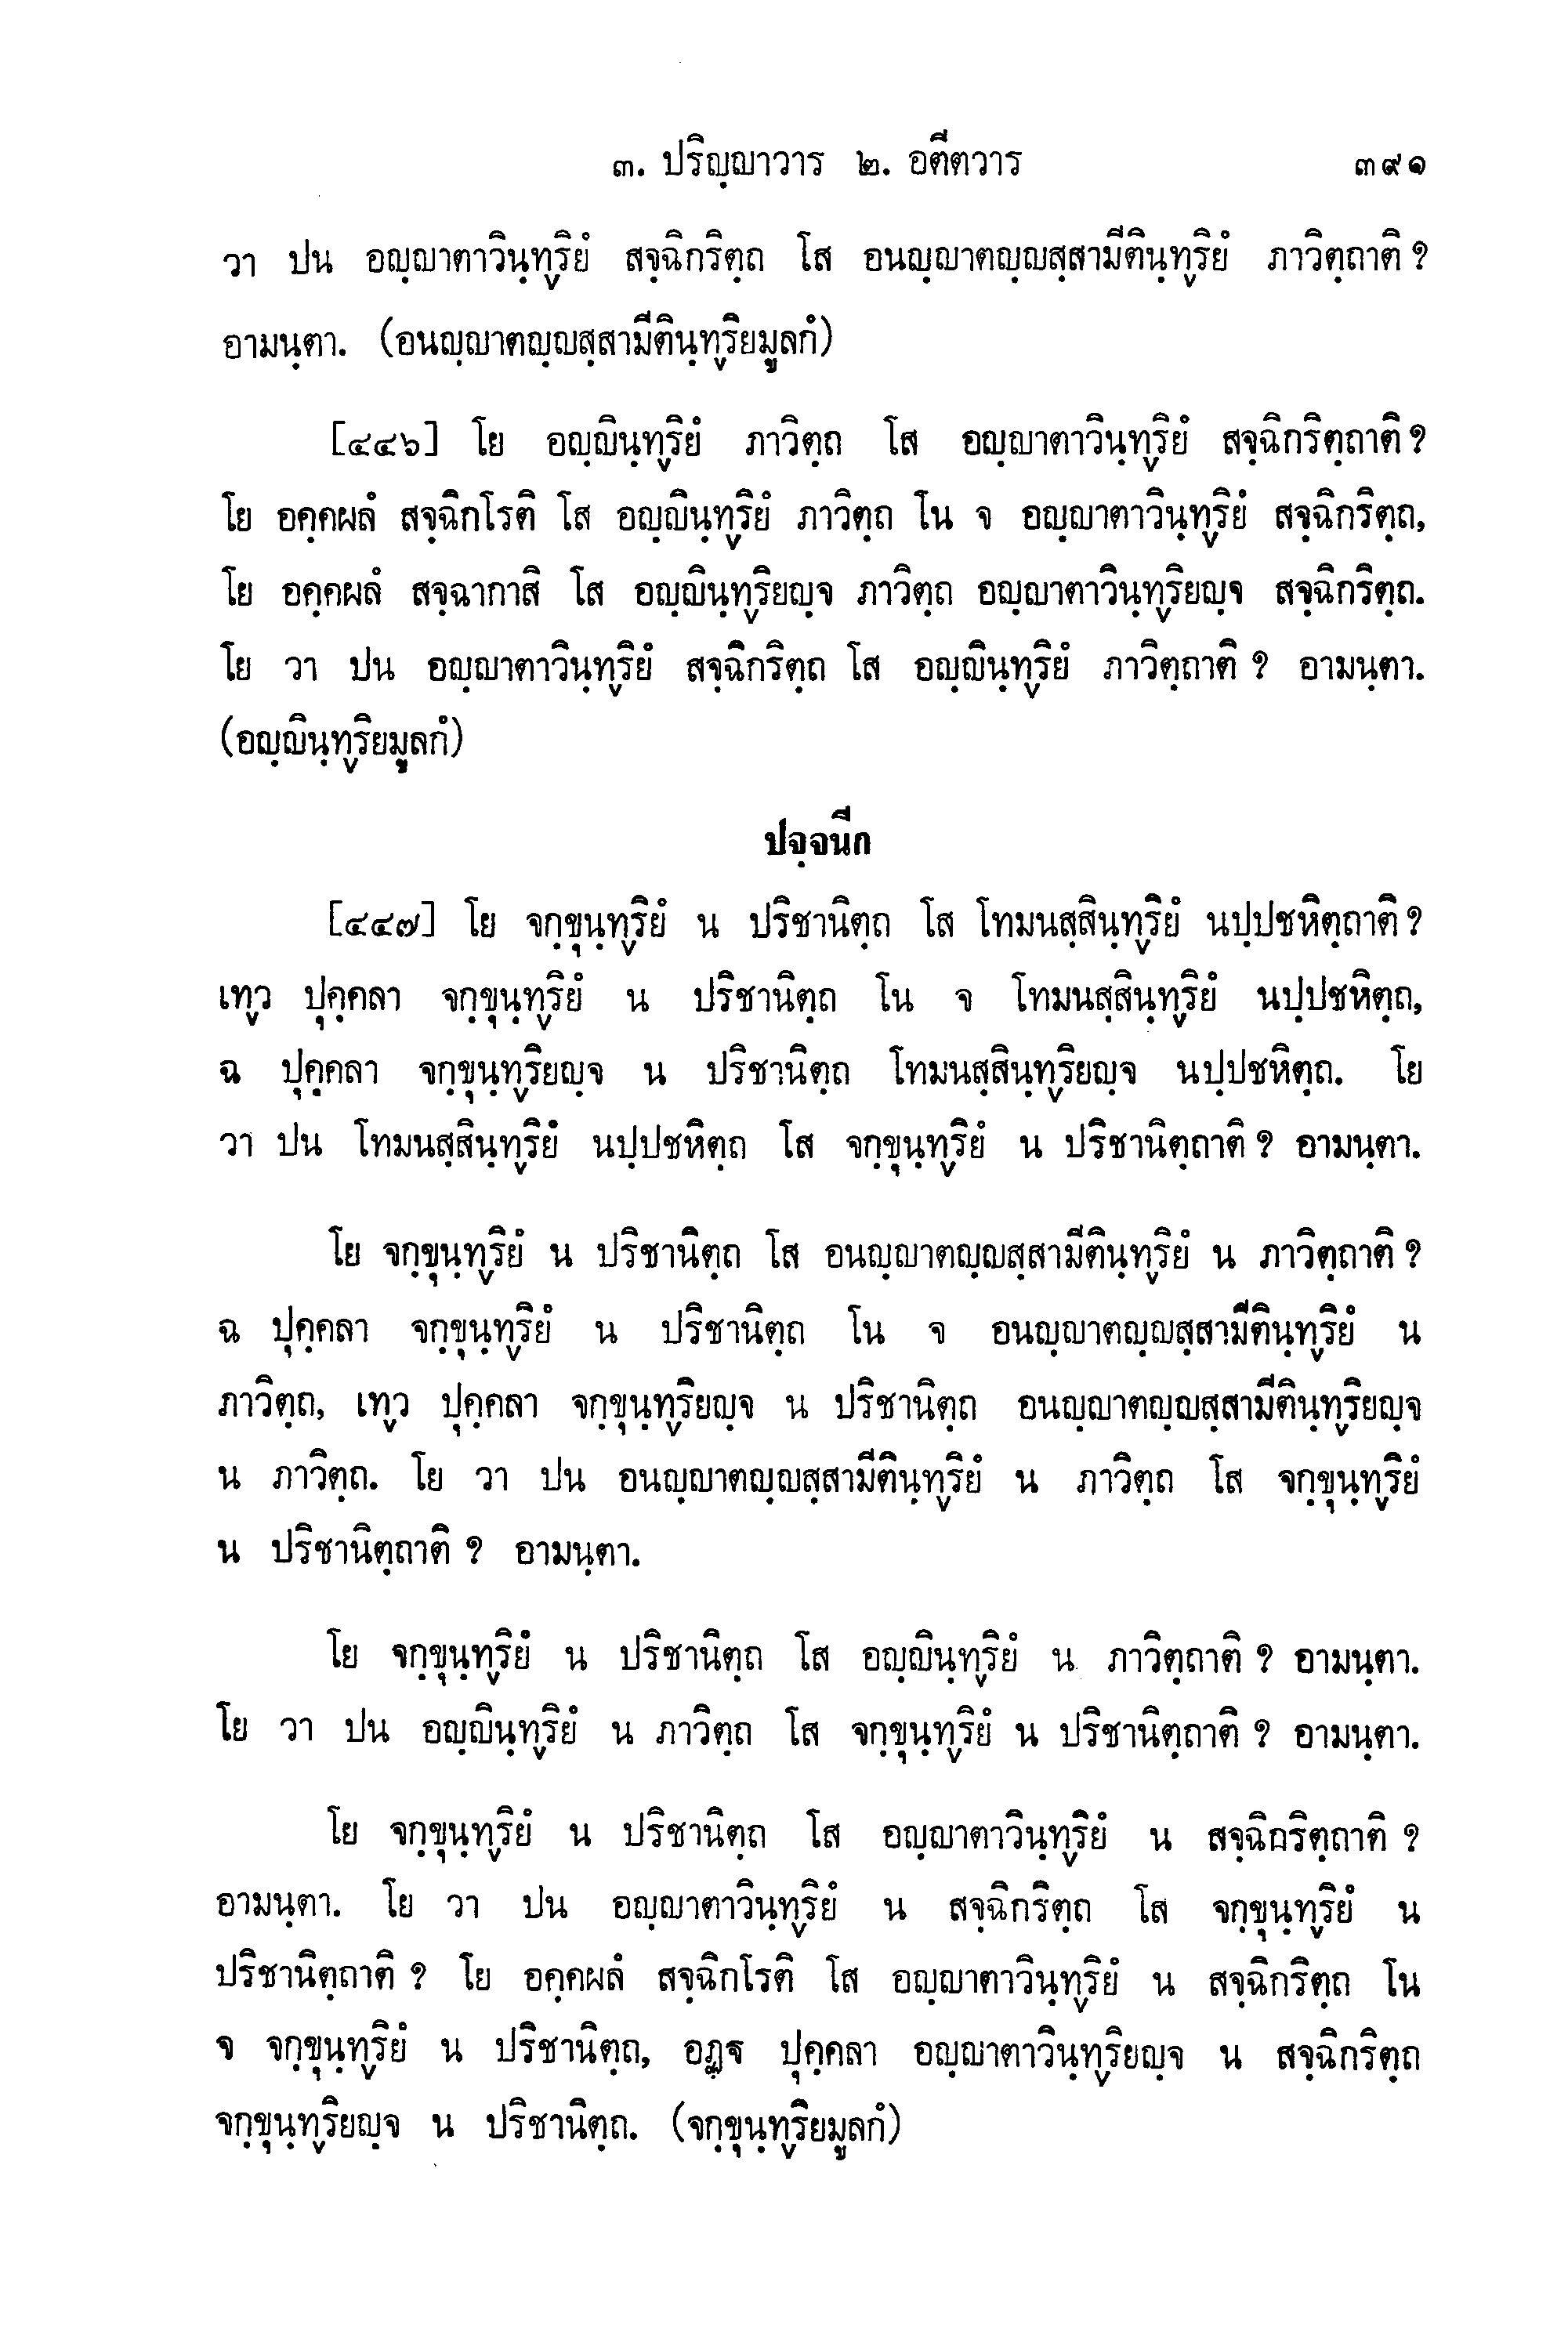 ๓. ปริญฺญาวาร ๒. อตีตวาร ๓๙๑
วา ปน อญฺญาตาวินฺทฺริยํ สจฺฉิกริตฺถ โส อนญฺญาตญฺญสฺสามีตินฺทฺริยํ ภาวิตฺถาติ ?
อามนฺตา. (อนญฺญาตญฺญสฺสามีตินฺทฺริยมูลกํ)
[๔๔๖] โย อญฺญินฺทฺริยํ ภาวิตฺถ โส อญฺญาตาวินฺทฺริยํ สจฺฉิกริตฺถาติ ?
โย อคฺคผลํ สจฺฉิกโรติ โส อญฺญินฺทฺริยํ ภาวิตฺถ โน จ อญฺญาตาวินฺทฺริยํ สจฺฉิกริตฺถ,
โย อคฺคผลํ สจฺฉากาสิ โส อญฺญินฺทฺริยญฺจ ภาวิตฺถ อญฺญาตาวินฺทฺริยญฺจ สจฺฉิกริตฺถ.
โย วา ปน อญฺญาตาวินฺทฺริยํ สจฺฉิกริตฺถ โส อญฺญินฺทฺริยํ ภาวิตฺถาติ ? อามนฺตา.
(อญฺญินฺทฺริยมูลกํ)
ปจฺจนีก
[๔๔๗] โย จกฺขุนฺทฺริยํ น ปริชานิตฺถ โส โทมนสฺสินฺทฺริยํ นปฺปชหิตฺถาติ ?
เทฺว ปุคฺคลา จกฺขุนฺทฺริยํ น ปริชานิตฺถ โน จ โทมนสฺสินฺทฺริยํ นปฺปชหิตฺถ,
ฉ ปุคฺคลา จกฺขุนฺทฺริยญฺจ น ปริชานิตฺถ โทมนสฺสินฺทฺริยญฺจ นปฺปชหิตฺถ. โย
วา ปน โทมนสฺสินฺทฺริยํ นปฺปชหิตฺถ โส จกฺขุนฺทฺริยํ น ปริชานิตฺถาติ ? อามนฺตา.
โย จกฺขุนฺทฺริยํ น ปริชานิตฺถ โส อนญฺญาตญฺญสฺสามีตินฺทฺริยํ น ภาวิตฺถาติ ?
ฉ ปุคฺคลา จกฺขุนฺทฺริยํ น ปริชานิตฺถ โน จ อนญฺญาตญฺญสฺสามีตินฺทฺริยํ น
ภาวิตฺถ, เทฺว ปุคฺคลา จกฺขุนฺทฺริยญฺจ น ปริชานิตฺถ อนญฺญาตญฺญสฺสามีตินฺทฺริยญฺจ
น ภาวิตฺถ. โย วา ปน อนญฺญาตญฺญสฺสามีตินฺทฺริยํ น ภาวิตฺถ โส จกฺขุนฺทฺริยํ
น ปริชานิตฺถาติ ? อามนฺตา.
โย จกฺขุนฺทฺริยํ น ปริชานิตฺถ โส อญฺญินฺทฺริยํ น ภาวิตฺถาติ ? อามนฺตา.
โย วา ปน อญฺญินฺทฺริยํ น ภาวิตฺถ โส จกฺขุนฺทฺริยํ น ปริชานิตฺถาติ ? อามนฺตา.
โย จกฺขุนฺทฺริยํ น ปริชานิตฺถ โส อญฺญาตาวินฺทฺริยํ น สจฺฉิกริตฺถาติ ?
อามนฺตา. โย วา ปน อญฺญาตาวินฺทฺริยํ น สจฺฉิกริตฺถ โส จกฺขุนฺทฺริยํ น
ปริชานิตฺถาติ ? โย อคฺคผลํ สจฺฉิกโรติ โส อญฺญาตาวินฺทฺริยํ น สจฺฉิกริตฺถ โน
จ จกฺขุนฺทฺริยํ น ปริชานิตฺถ, อฏฺฐ ปุคฺคลา อญฺญาตาวินฺทฺริยญฺจ น สจฺฉิกริตฺถ
จกฺขุนฺทฺริยญฺจ น ปริชานิตฺถ. (จกฺขุนฺทฺริยมูลกํ)